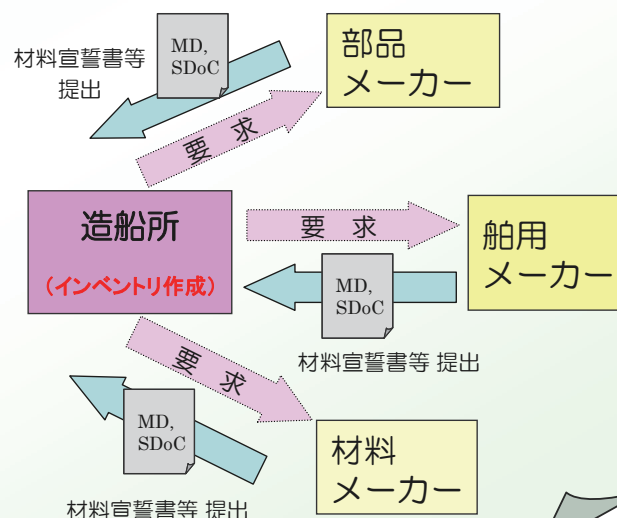 材料宣誓書等
提出
MD,
SDoC
部品
メーカー
要 求
造船所
(インベントリ作成)
要 求
舶用
メーカー
MD,
SDoC
材料宣誓書等 提出
要 求
MD,
SDoC
材料
メーカー
材料宣誓書等 提出